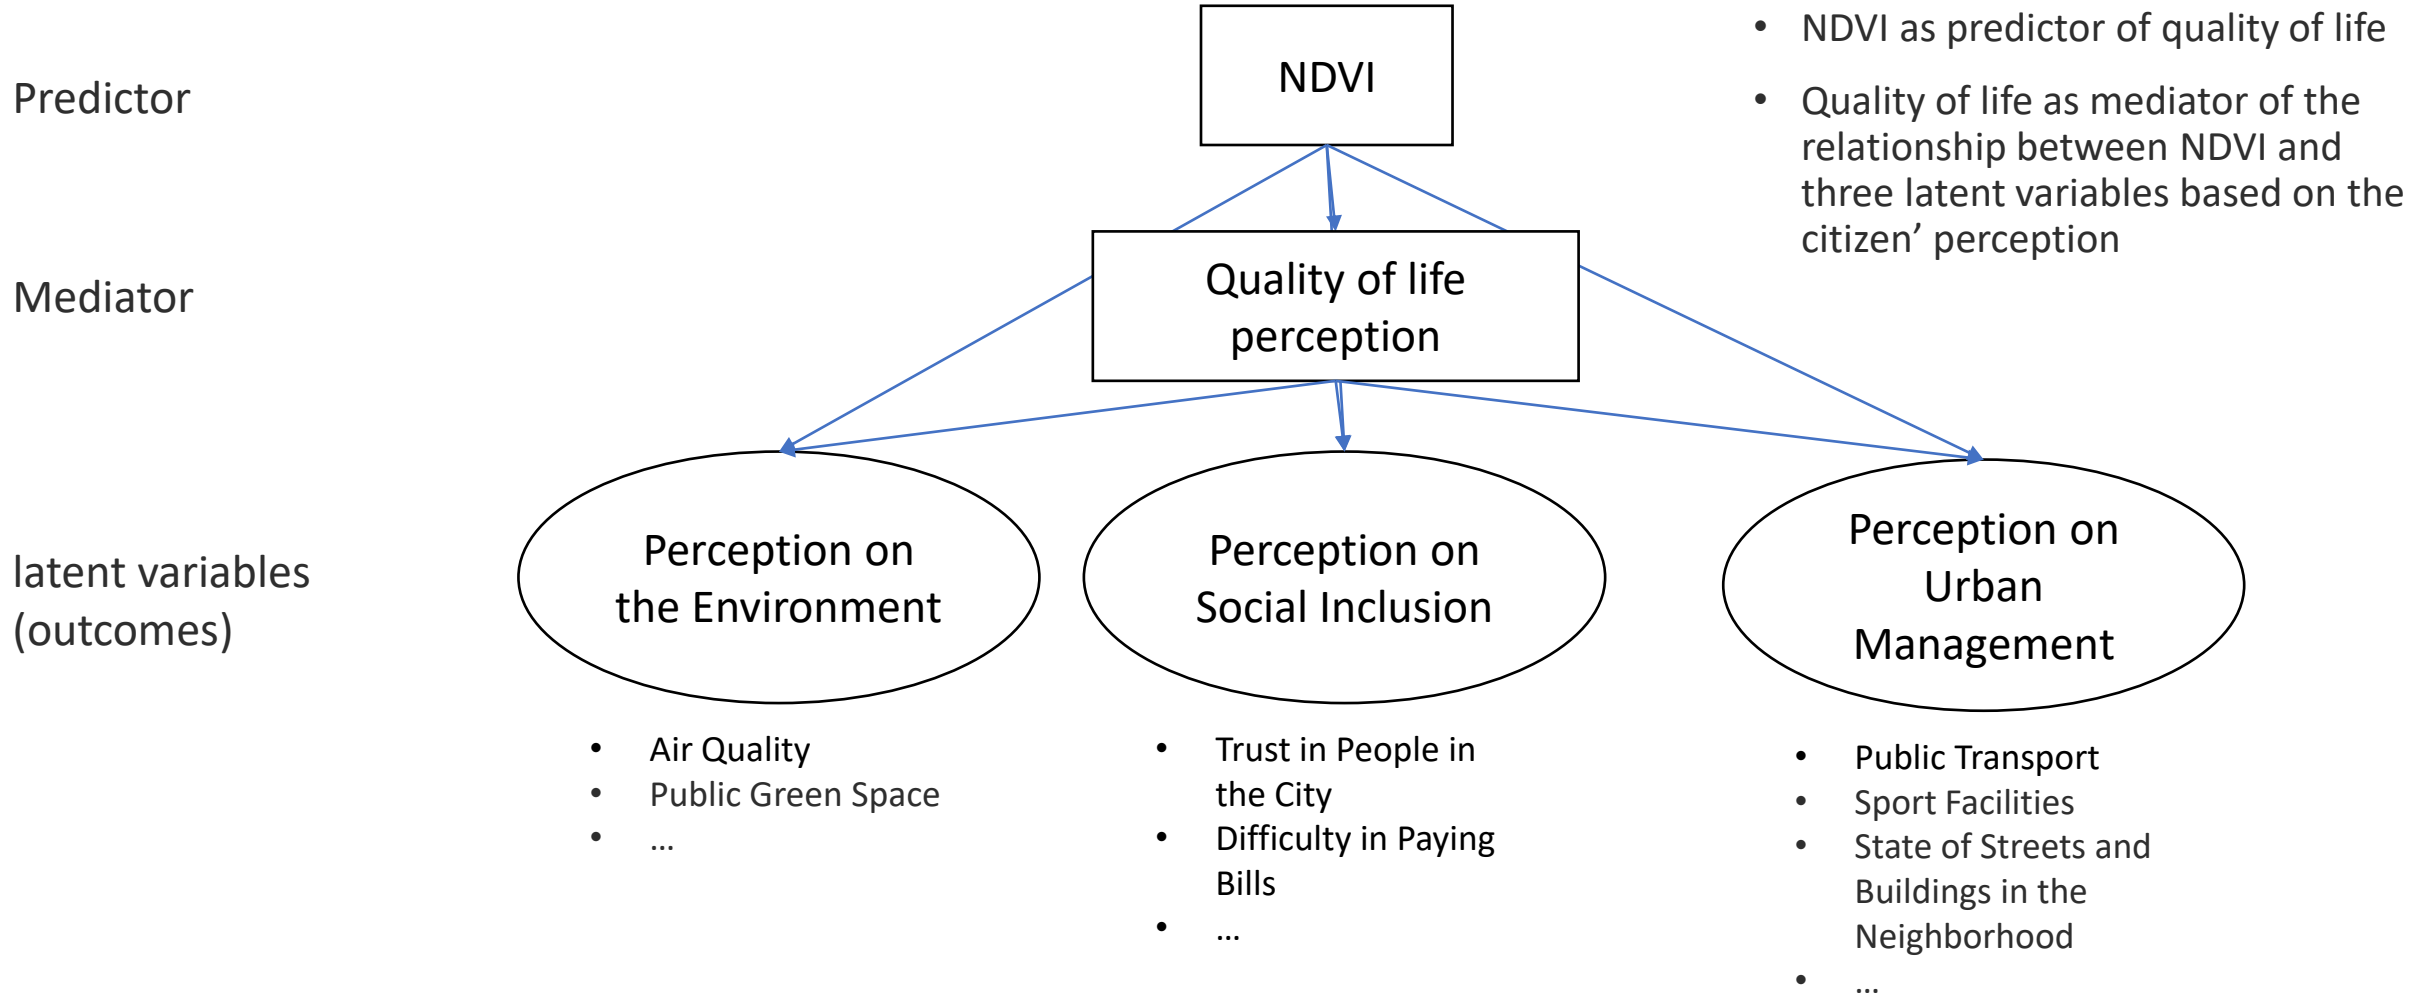 NDVI
• NDVI as predictor of quality of life
Predictor
• Quality of life as mediator of the
relationship between NDVI and
three latent variables based on the
citizen’ perception
Mediator
Quality of life
perception
latent variables
(outcomes)
Perception on
the Environment
Perception on
Social Inclusion
Perception on
Urban
Management
• Air Quality
• Public Green Space
• ...
• Trust in People in
the City
• Difficulty in Paying
Bills
• ...
• Public Transport
• Sport Facilities
• State of Streets and
Buildings in the
Neighborhood
• ...